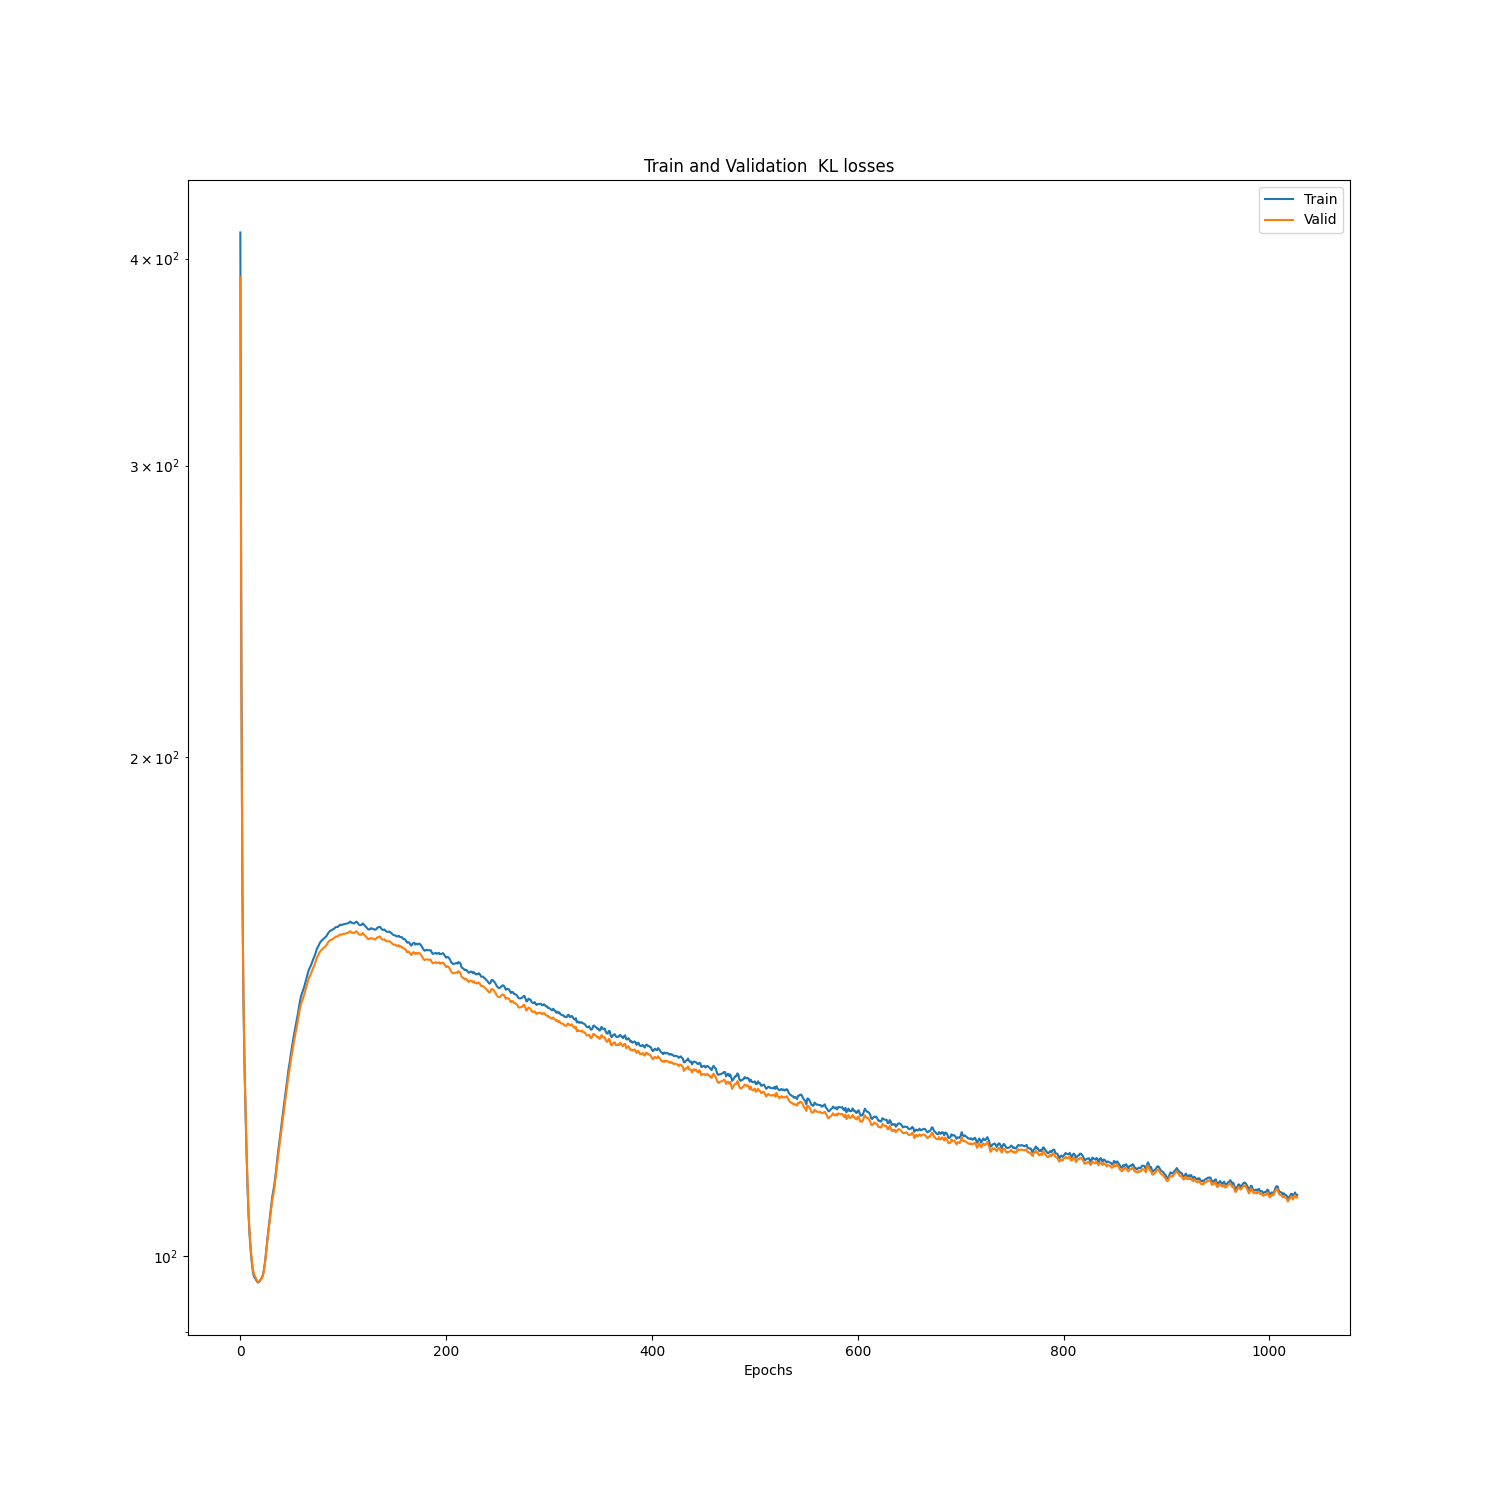 Train and Validation  KL losses
Train
Valid
4 × 10²
3 × 10²
2 × 10²
10²
0 200 400 600 800 1000
Epochs